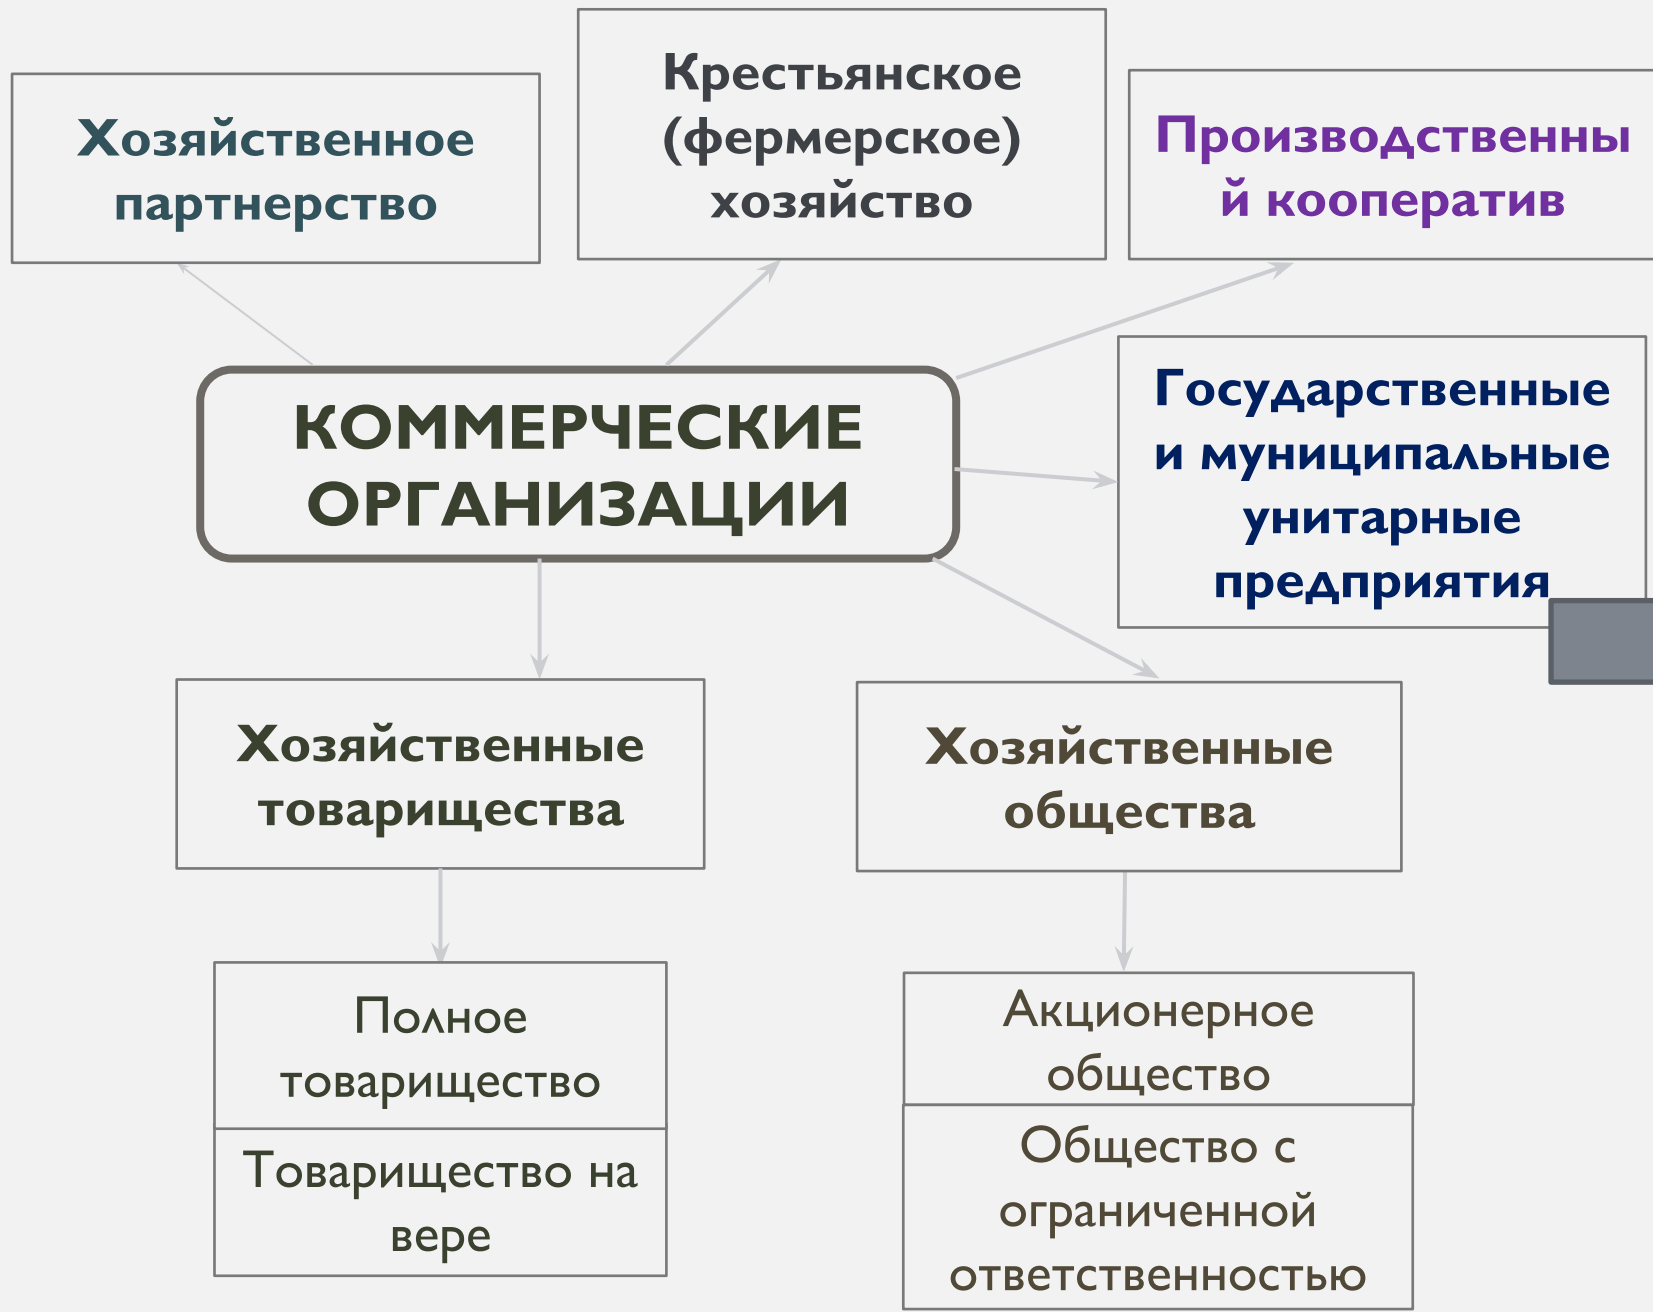 Хозяйственное
партнерство
Крестьянское
(фермерское)
хозяйство
Производственны
й кооператив
КОММЕРЧЕСКИЕ
ОРГАНИЗАЦИИ
Государственные
и муниципальные
унитарные
предприятия
Хозяйственные
товарищества
Хозяйственные
общества
Полное
товарищество
Товарищество на
вере
Акционерное
общество
Общество с
ограниченной
ответственностью